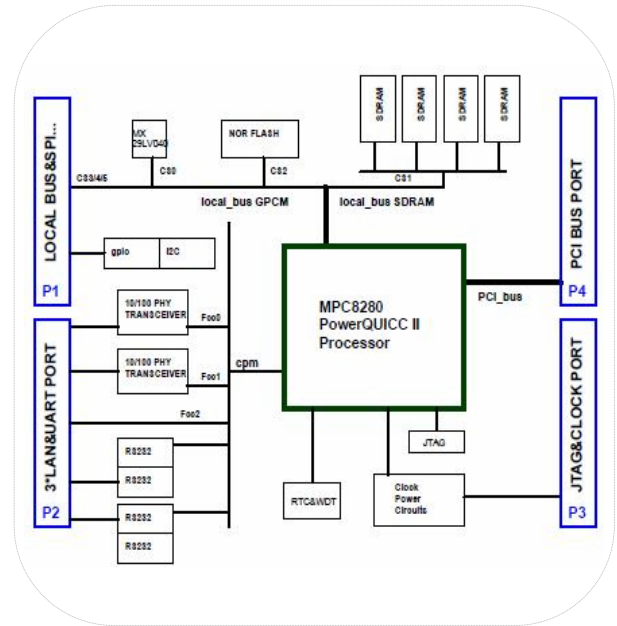 SDRAM
SDRAM
SDRAM
SDRAM
MX
29LV040
NOR FLASH
LOCAL BUS&SPI...
P1
CS3/4/5
CS0
CS2
CS1
local_bus GPCM
local_bus SDRAM
PCI BUS PORT
P4
gpio
I2C
PCI_bus
MPC8280
PowerQUICC II
Processor
10/100 PHY
TRANSCEIVER
Fcc0
10/100 PHY
TRANSCEIVER
Fcc1
cpm
Fcc2
3*LAN&UART PORT
P2
RS232
RS232
RS232
RS232
JTAG
RTC&WDT
Clock
Power
Circuits
JTAG&CLOCK PORT
P3